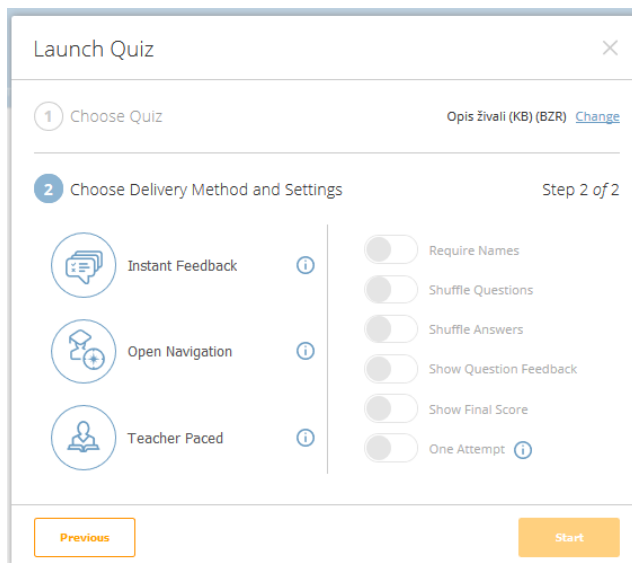 Launch Quiz
1 Choose Quiz
Opis živali (KB) (BZR) Change
2 Choose Delivery Method and Settings
Step 2 of 2
Instant Feedback
Open Navigation
Teacher Paced
Require Names
Shuffle Questions
Shuffle Answers
Show Question Feedback
Show Final Score
One Attempt
Previous
Start